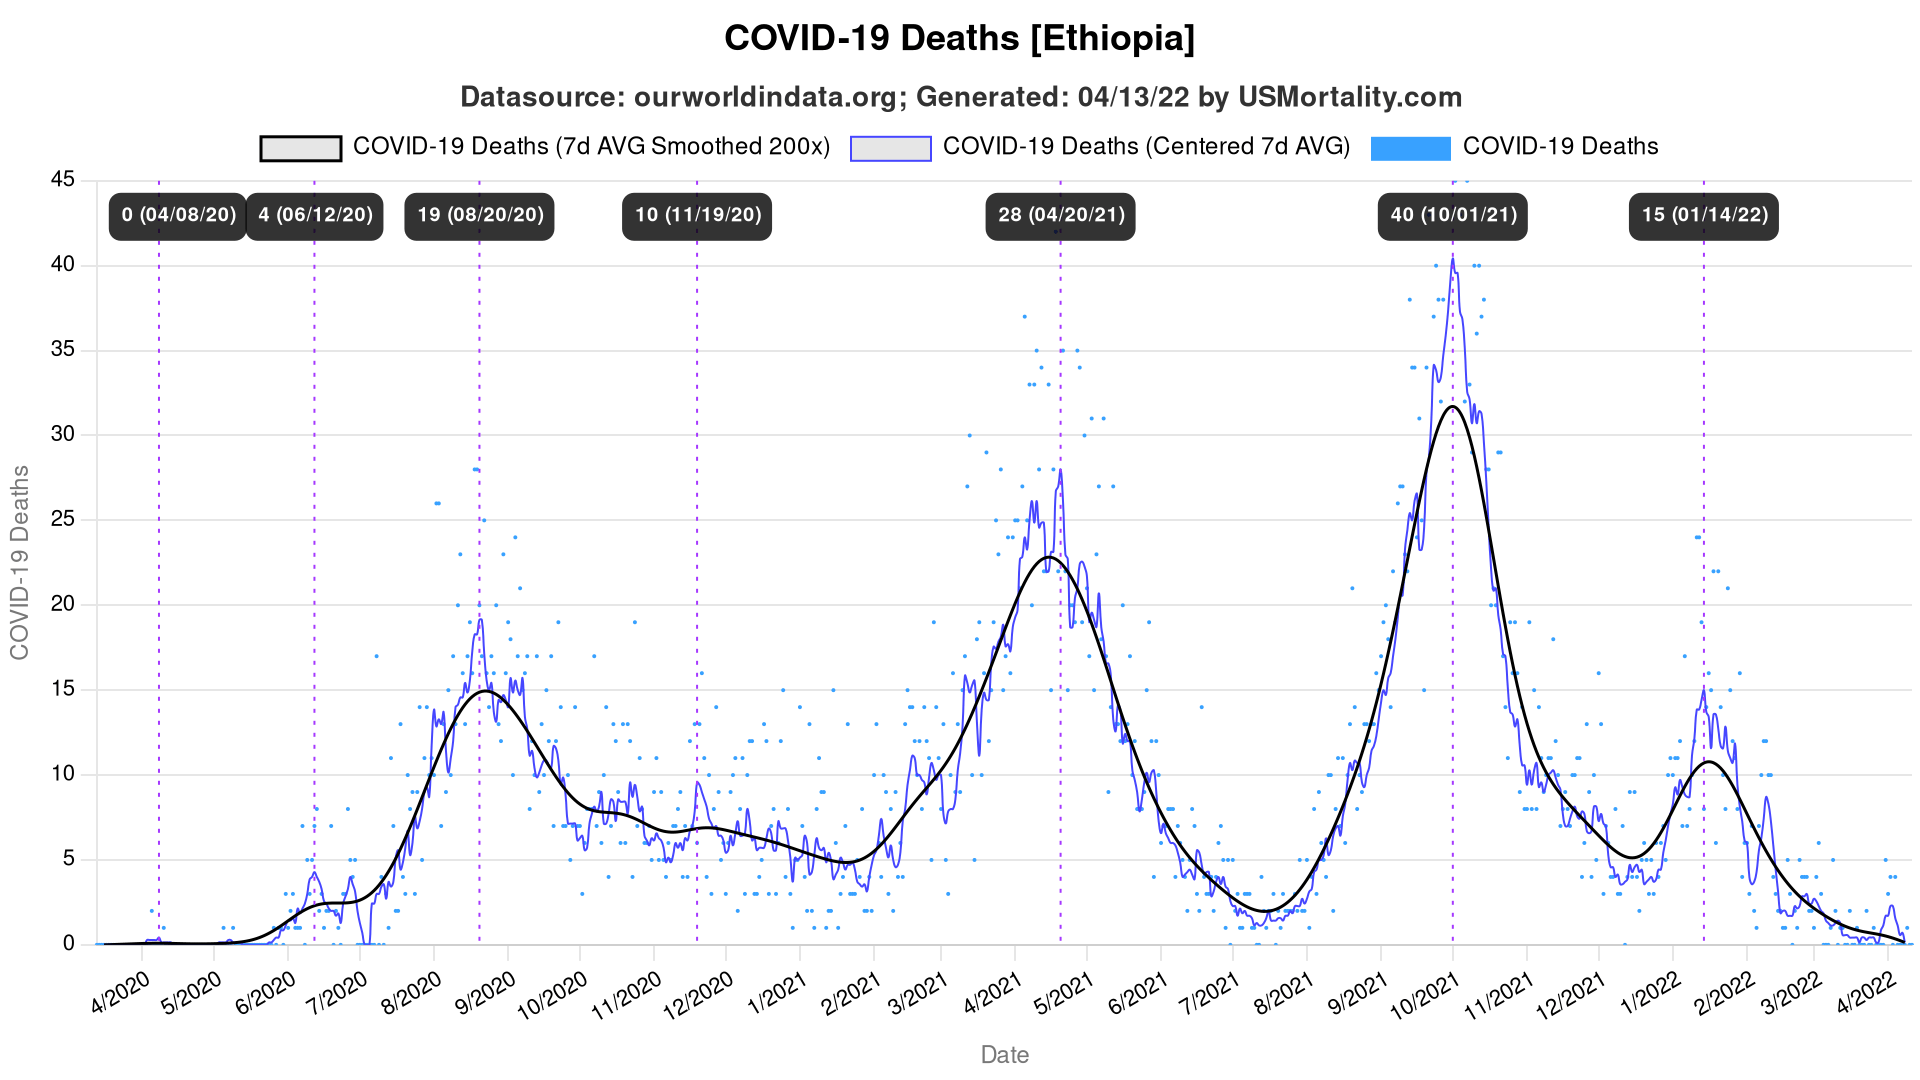 COVID-19 Deaths [Ethiopia]
Datasource: ourworldindata.org; Generated: 04/13/22 by USMortality.com
COVID-19 Deaths (7d AVG Smoothed 200x) COVID-19 Deaths (Centered 7d AVG) COVID-19 Deaths
0 (04/08/20) 4 (06/12/20) 19 (08/20/20) 10 (11/19/20) 28 (04/20/21) 40 (10/01/21) 15 (01/14/22)
45
40
35
30
25
20
15
10
5
0
COVID-19 Deaths
4/2020 5/2020 6/2020 7/2020 8/2020 9/2020 10/2020 11/2020 12/2020 1/2021 2/2021 3/2021 4/2021 5/2021 6/2021 7/2021 8/2021 9/2021 10/2021 11/2021 12/2021 1/2022 2/2022 3/2022 4/2022
Date